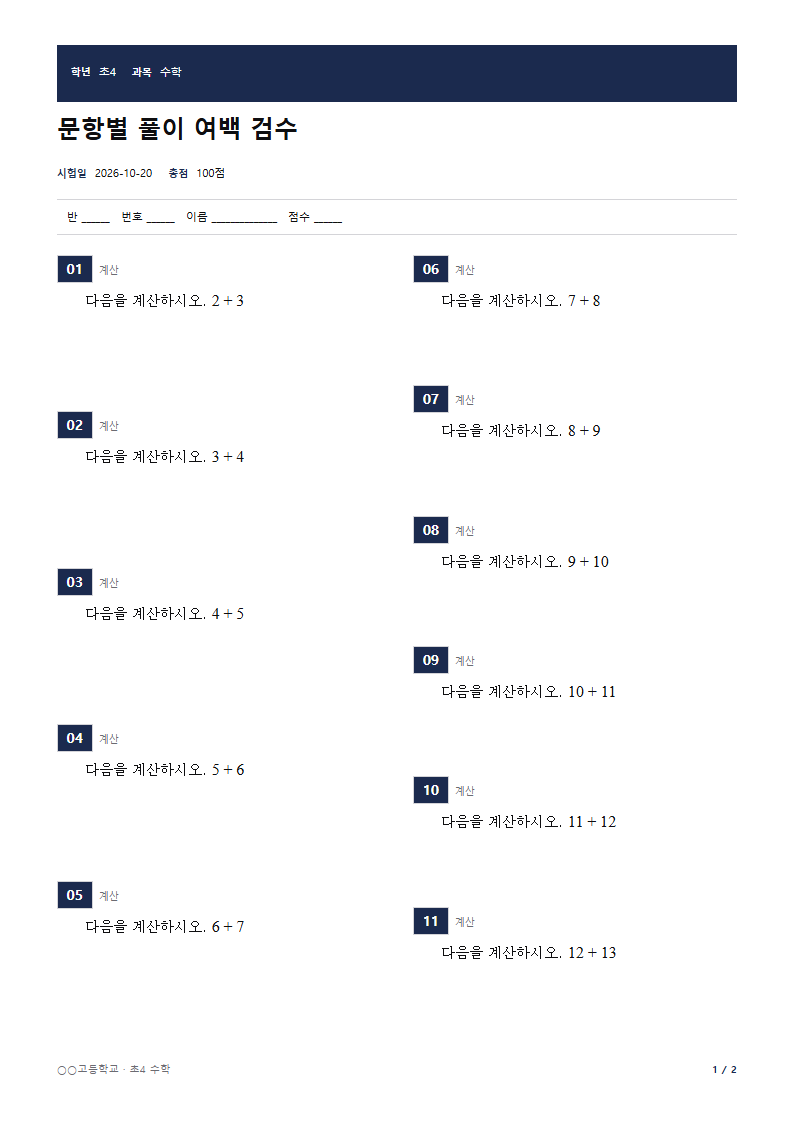 학년 초4 과목 수학
문항별 풀이 여백 검수
시험일 2026-10-20 총점 100점
반 _____ 번호 _____ 이름 ____________ 점수 _____
01 계산
다음을 계산하시오. 2 + 3
02 계산
다음을 계산하시오. 3 + 4
03 계산
다음을 계산하시오. 4 + 5
04 계산
다음을 계산하시오. 5 + 6
05 계산
다음을 계산하시오. 6 + 7
06 계산
다음을 계산하시오. 7 + 8
07 계산
다음을 계산하시오. 8 + 9
08 계산
다음을 계산하시오. 9 + 10
09 계산
다음을 계산하시오. 10 + 11
10 계산
다음을 계산하시오. 11 + 12
11 계산
다음을 계산하시오. 12 + 13
○○고등학교 · 초4 수학
1 / 2